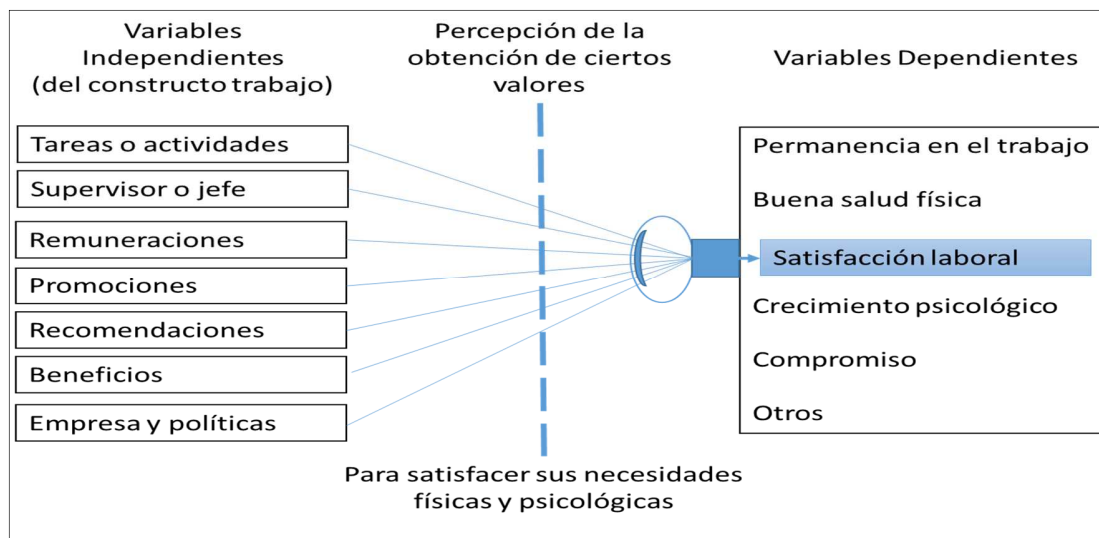 Variables
Independientes
(del constructo trabajo)
Percepción de la
obtención de ciertos
valores
Variables Dependientes
Tareas o actividades
Supervisor o jefe
Remuneraciones
Promociones
Recomendaciones
Beneficios
Empresa y políticas
Permanencia en el trabajo
Buena salud física
Satisfacción laboral
Crecimiento psicológico
Compromiso
Otros
Para satisfacer sus necesidades
físicas y psicológicas